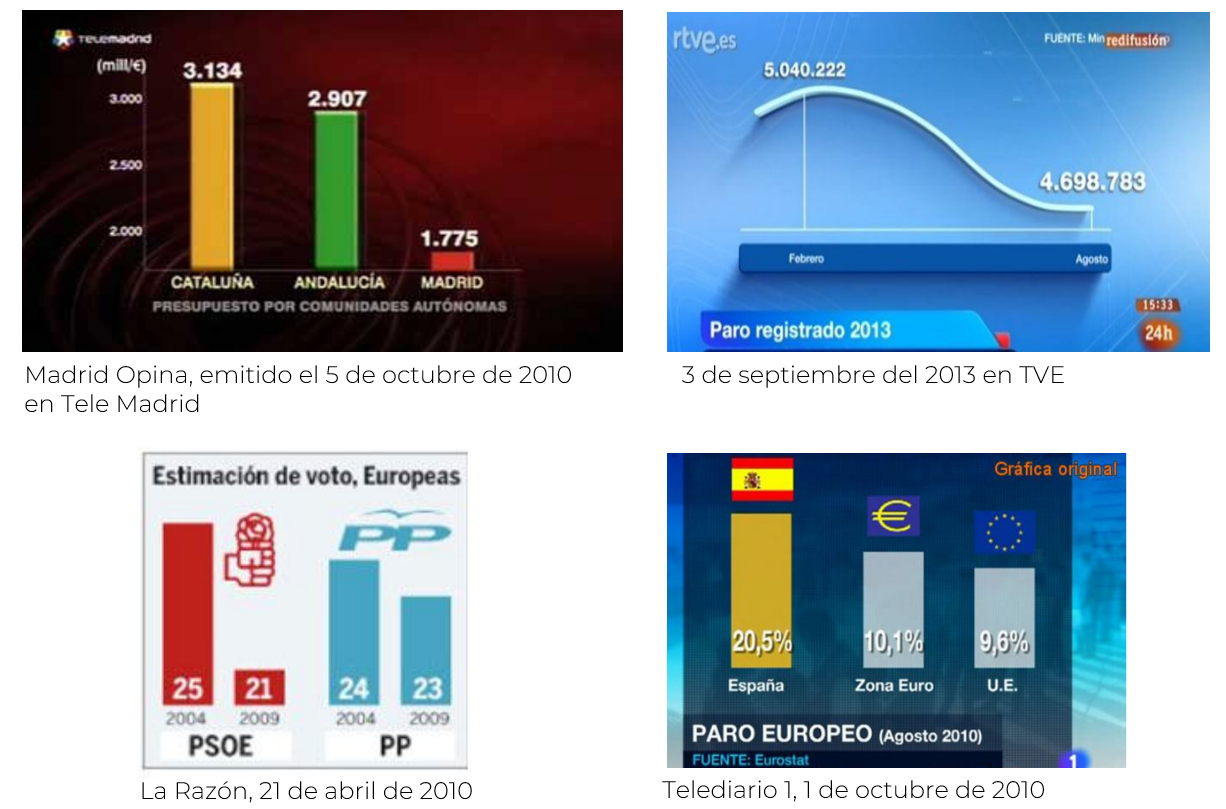 TELEMADRID
(mill/€)
3.134
3.000
2.907
2.500
2.000
1.775
CATALUÑA ANDALUCÍA MADRID
PRESUPUESTO POR COMUNIDADES AUTÓNOMAS
Madrid Opina, emitido el 5 de octubre de 2010
en Tele Madrid
rtve.es
FUENTE: Min redifusión
5.040.222
4.698.783
Febrero Agosto
15:33
Paro registrado 2013
24h
3 de septiembre del 2013 en TVE
Estimación de voto, Europeas
PP
25 21 24 23
2004 2009 2004 2009
PSOE PP
La Razón, 21 de abril de 2010
Gráfica original
€
20,5% 10,1% 9,6%
España Zona Euro U.E.
PARO EUROPEO (Agosto 2010)
FUENTE: Eurostat
1
Telediario 1, 1 de octubre de 2010